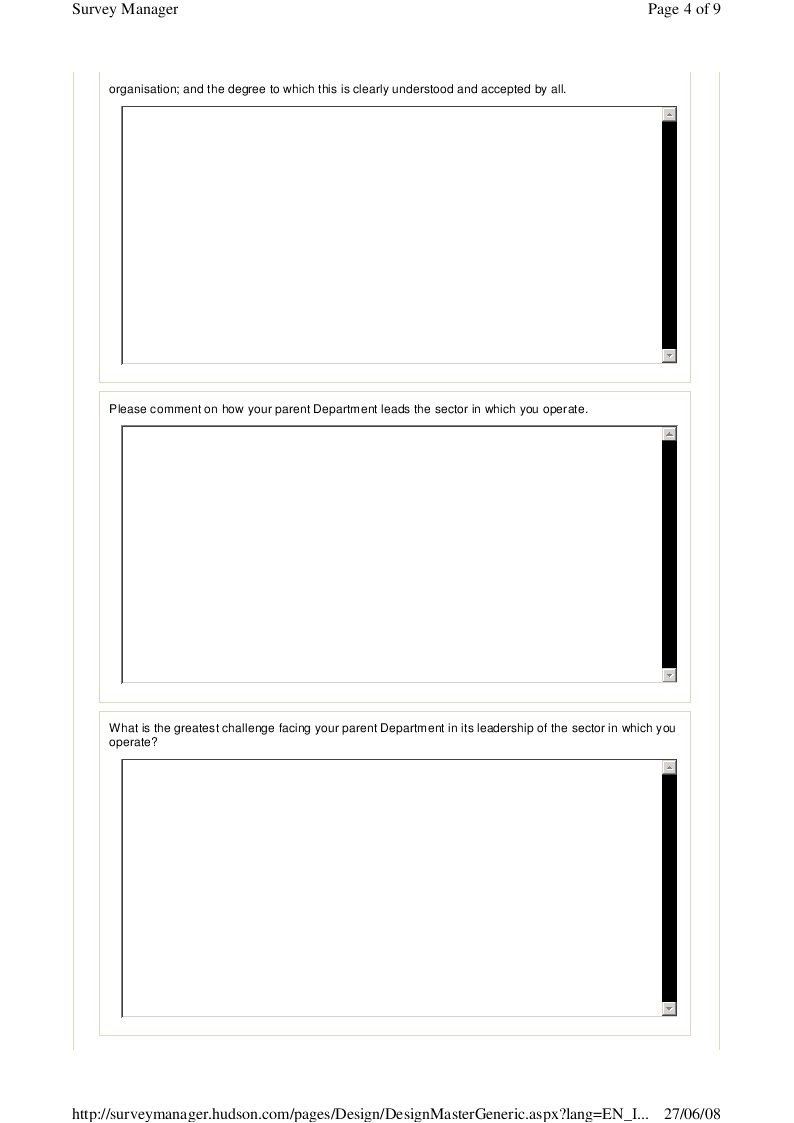 Survey Manager Page 4 of 9
organisation; and the degree to which this is clearly understood and accepted by all.
Please comment on how your parent Department leads the sector in which you operate.
What is the greatest challenge facing your parent Department in its leadership of the sector in which you
operate?
http://surveymanager.hudson.com/pages/Design/DesignMasterGeneric.aspx?lang=EN_I... 27/06/08